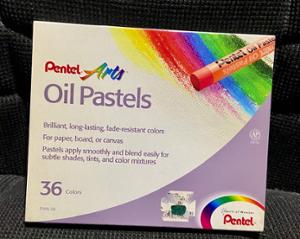 Pentel Arts
Oil Pastels
Brilliant, long-lasting, fade-resistant colors
For paper, board, or canvas
Pastels apply smoothly and blend easily for
subtle shades, tints, and color mixtures
36 Colors
Pentel